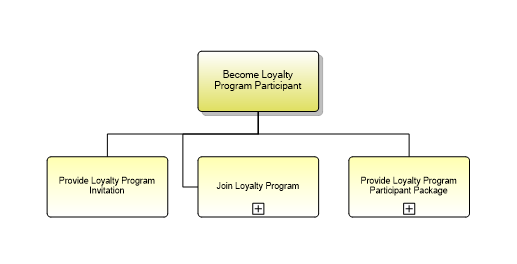 Become Loyalty
Program Participant
Provide Loyalty Program
Invitation
Join Loyalty Program
Provide Loyalty Program
Participant Package